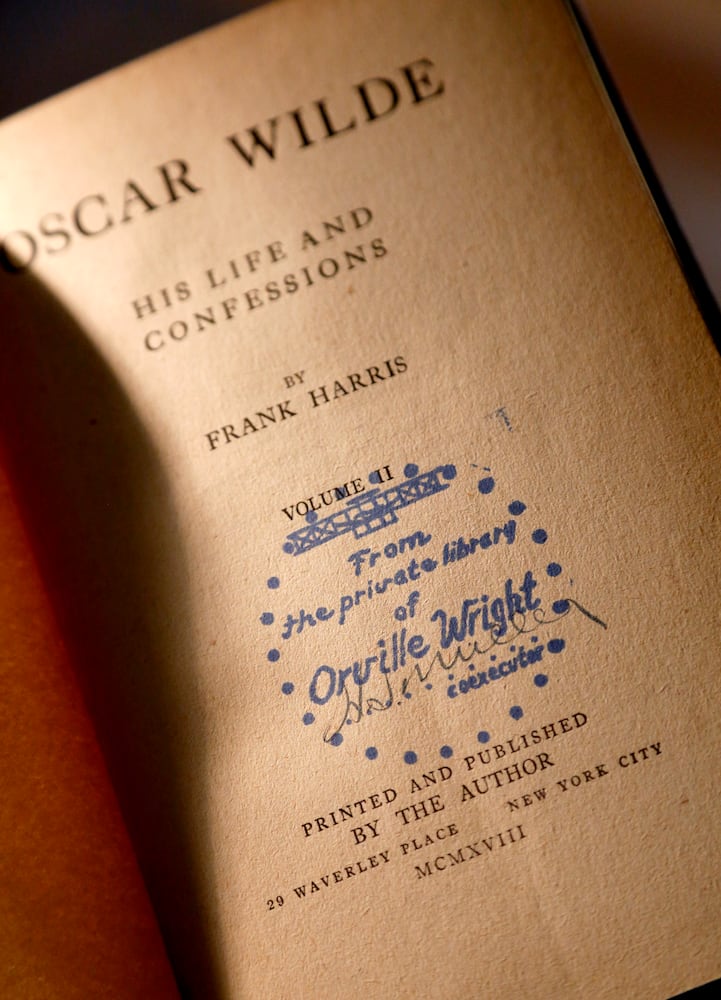 OSCAR WILDE
HIS LIFE AND
CONFESSIONS
BY
FRANK HARRIS
VOLUME II
From
the private library
of
Orville Wright
coexecutor
PRINTED AND PUBLISHED
BY THE AUTHOR
29 WAVERLEY PLACE NEW YORK CITY
MCMXVIII